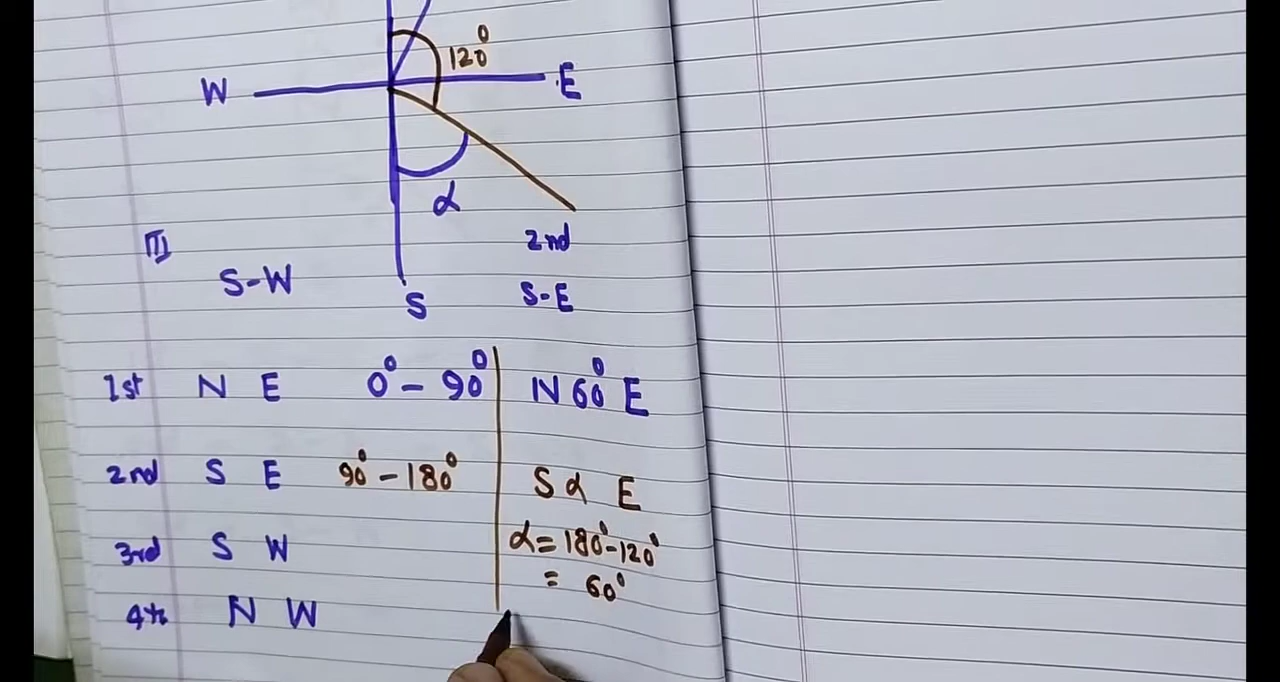 120°
W
E
α
III
2nd
S-W
S-E
S
1st N E 0° - 90° N 60° E
2nd S E 90° - 180° S α E
3rd S W α = 180° - 120°
= 60°
4th N W